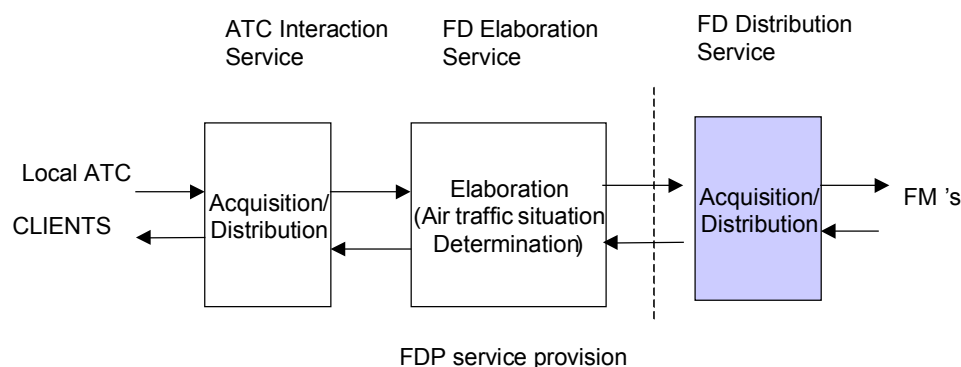 ATC Interaction
Service
FD Elaboration
Service
FD Distribution
Service
Local ATC
CLIENTS
Acquisition/
Distribution
Elaboration
(Air traffic situation
Determination)
Acquisition/
Distribution
FM 's
FDP service provision